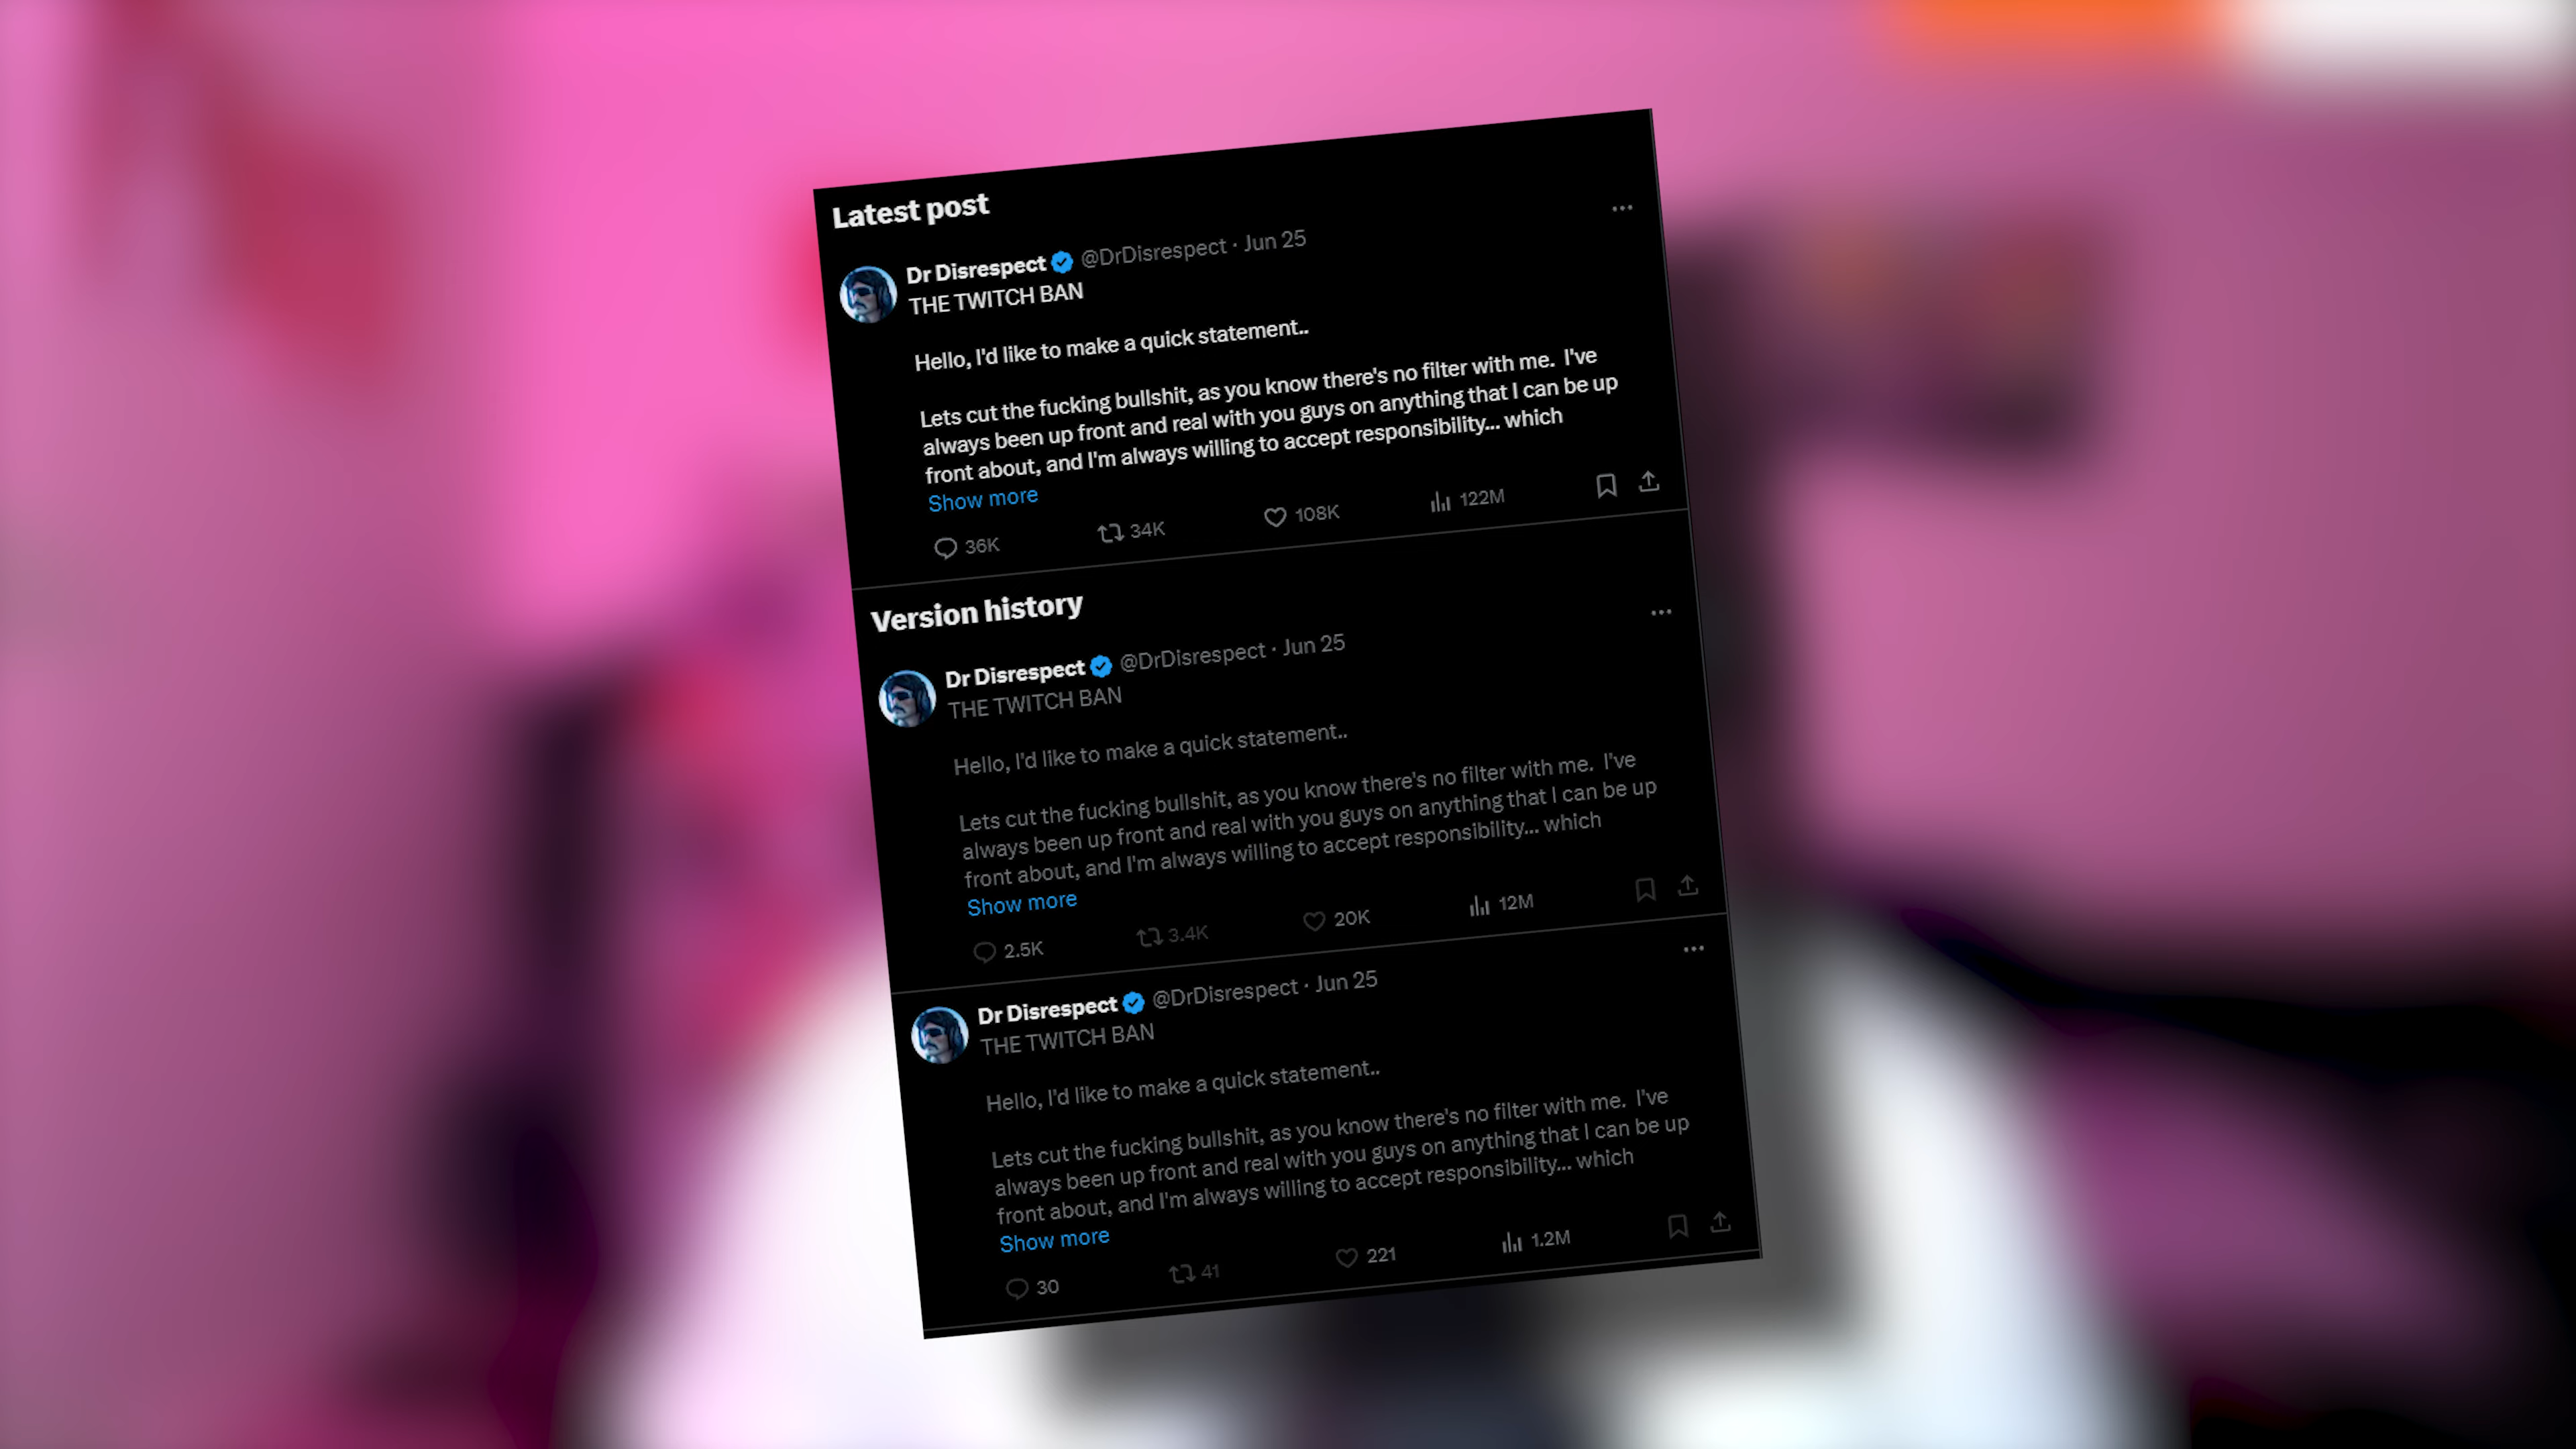 Latest post
Dr Disrespect @DrDisrespect · Jun 25
THE TWITCH BAN
Hello, I'd like to make a quick statement..
Lets cut the fucking bullshit, as you know there's no filter with me.  I've
always been up front and real with you guys on anything that I can be up
front about, and I'm always willing to accept responsibility... which
Show more
36K 34K 108K 122M
Version history
Dr Disrespect @DrDisrespect · Jun 25
THE TWITCH BAN
Hello, I'd like to make a quick statement..
Lets cut the fucking bullshit, as you know there's no filter with me.  I've
always been up front and real with you guys on anything that I can be up
front about, and I'm always willing to accept responsibility... which
Show more
2.5K 3.4K 20K 12M
Dr Disrespect @DrDisrespect · Jun 25
THE TWITCH BAN
Hello, I'd like to make a quick statement..
Lets cut the fucking bullshit, as you know there's no filter with me.  I've
always been up front and real with you guys on anything that I can be up
front about, and I'm always willing to accept responsibility... which
Show more
30 41 221 1.2M